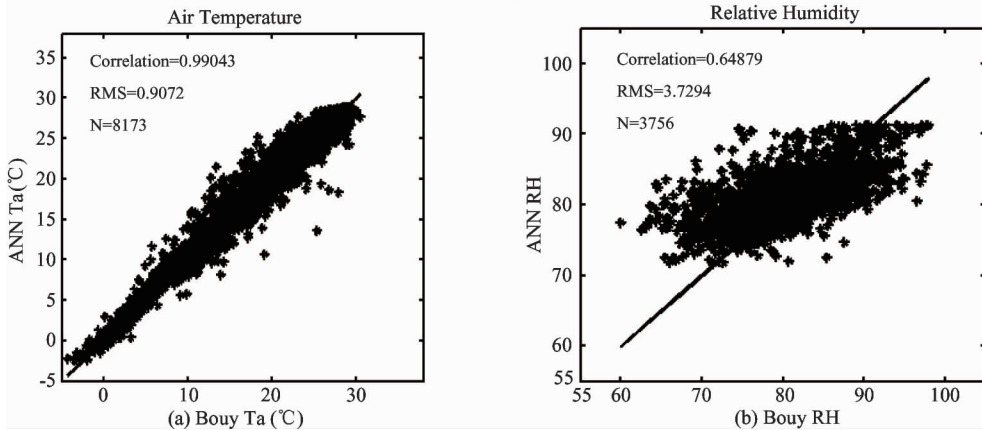 Air Temperature
Correlation=0.99043
RMS=0.9072
N=8173
35
30
25
20
15
10
5
0
-5
ANN Ta(℃)
0
10
20
30
(a) Bouy Ta (℃)
Relative Humidity
Correlation=0.64879
RMS=3.7294
N=3756
100
90
80
70
60
55
ANN RH
55
60
70
80
90
100
(b) Bouy RH